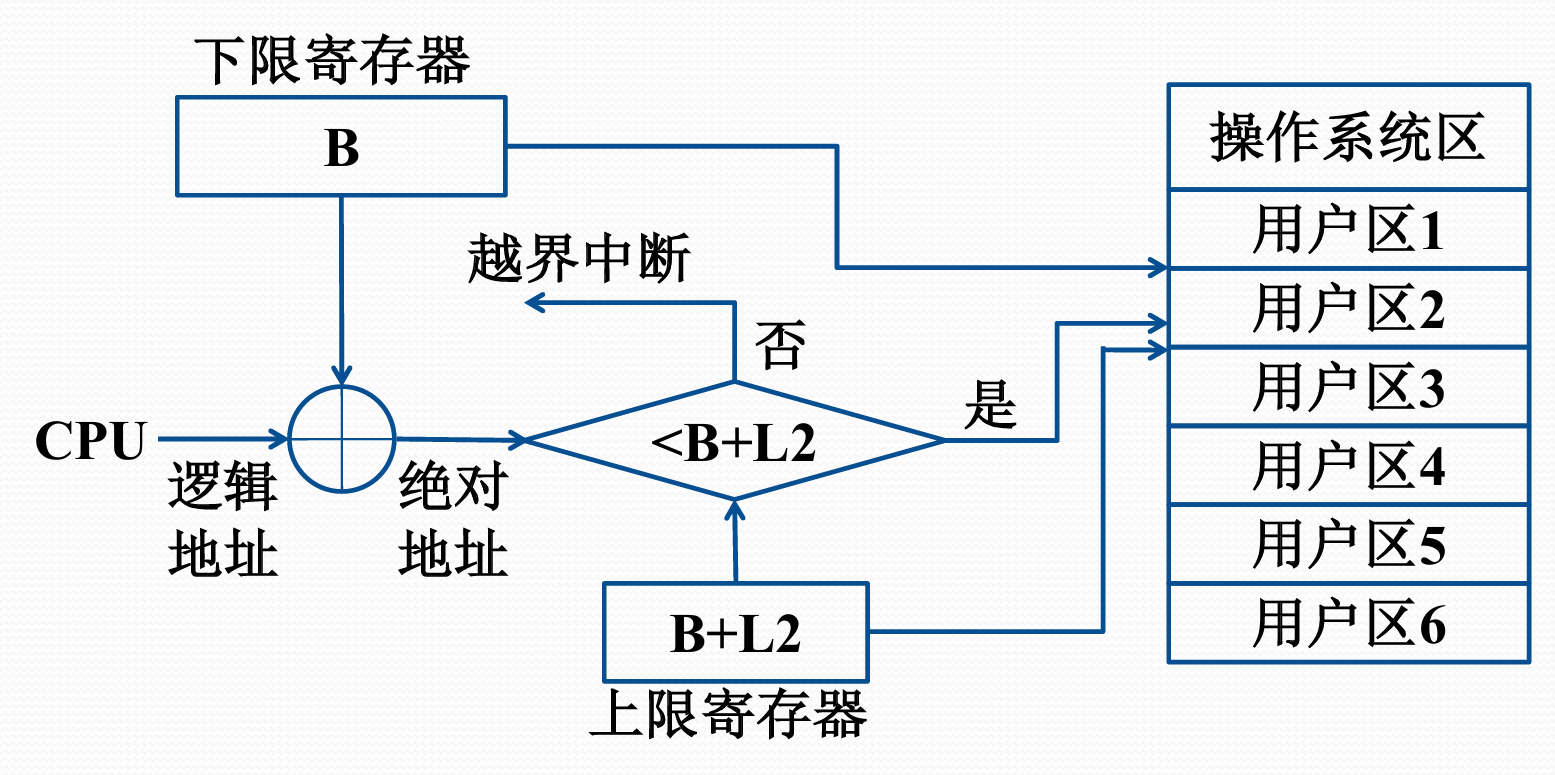 下限寄存器
B
操作系统区
用户区1
用户区2
用户区3
用户区4
用户区5
用户区6
越界中断
否
是
CPU
逻辑
地址
绝对
地址
<B+L2
B+L2
上限寄存器